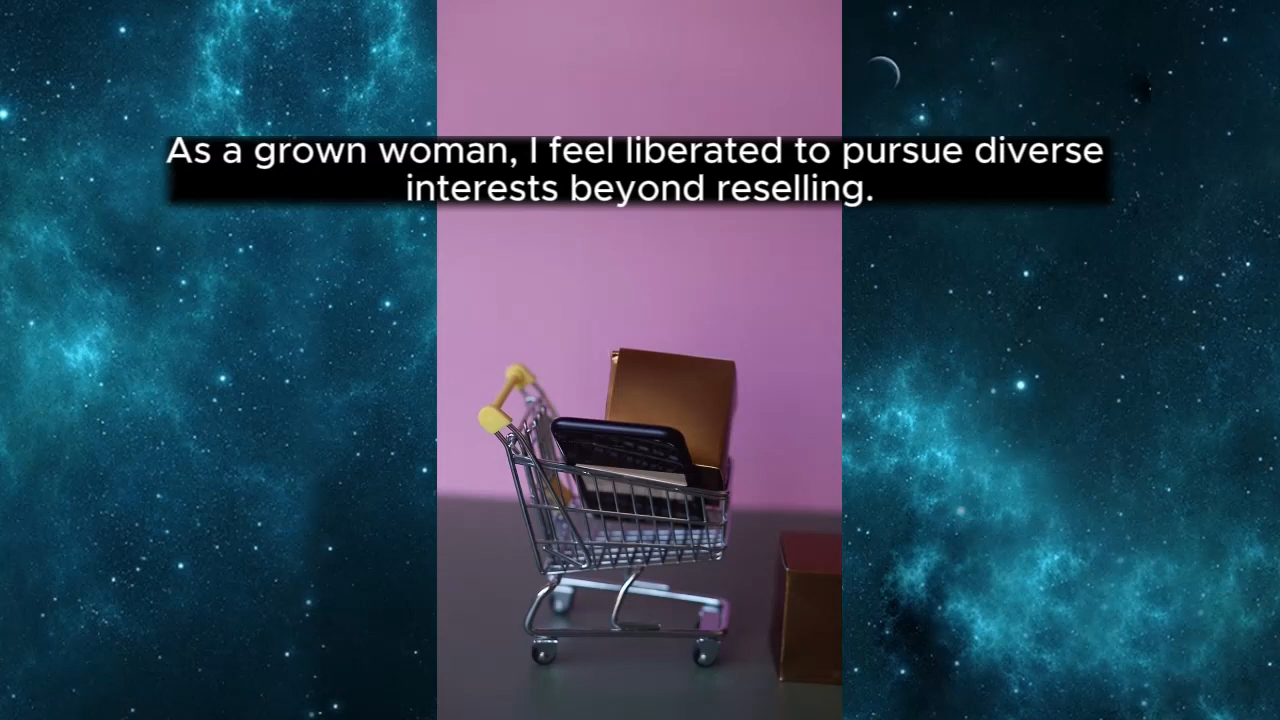 As a grown woman, I feel liberated to pursue diverse
interests beyond reselling.